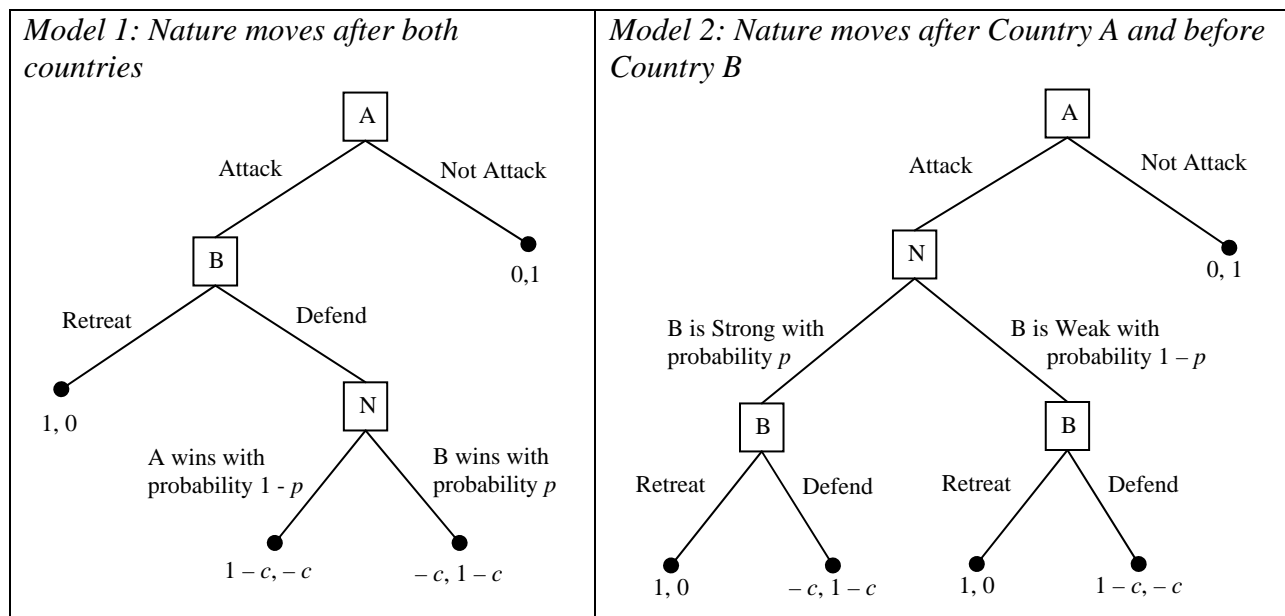 Model 1: Nature moves after both
countries
A
Attack
Not Attack
B
0,1
Retreat
Defend
1, 0
N
A wins with
probability 1 - p
B wins with
probability p
1 – c, – c
– c, 1 – c
Model 2: Nature moves after Country A and before
Country B
A
Attack
Not Attack
N
0, 1
B is Strong with
probability p
B is Weak with
probability 1 – p
B
B
Retreat
Defend
Retreat
Defend
1, 0
– c, 1 – c
1, 0
1 – c, – c